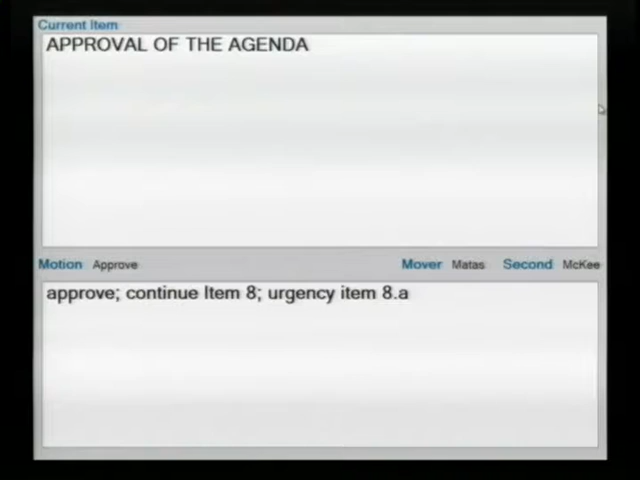 Current Item
APPROVAL OF THE AGENDA
Motion Approve Mover Matas Second McKee
approve; continue Item 8; urgency item 8.a